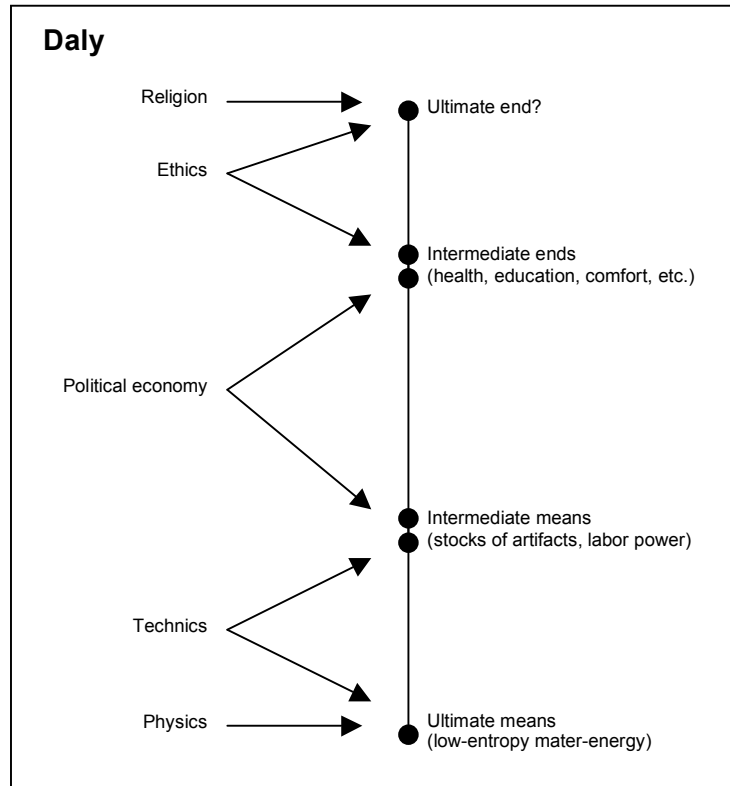 Daly
Religion
Ultimate end?
Ethics
Intermediate ends
(health, education, comfort, etc.)
Political economy
Intermediate means
(stocks of artifacts, labor power)
Technics
Physics
Ultimate means
(low-entropy mater-energy)